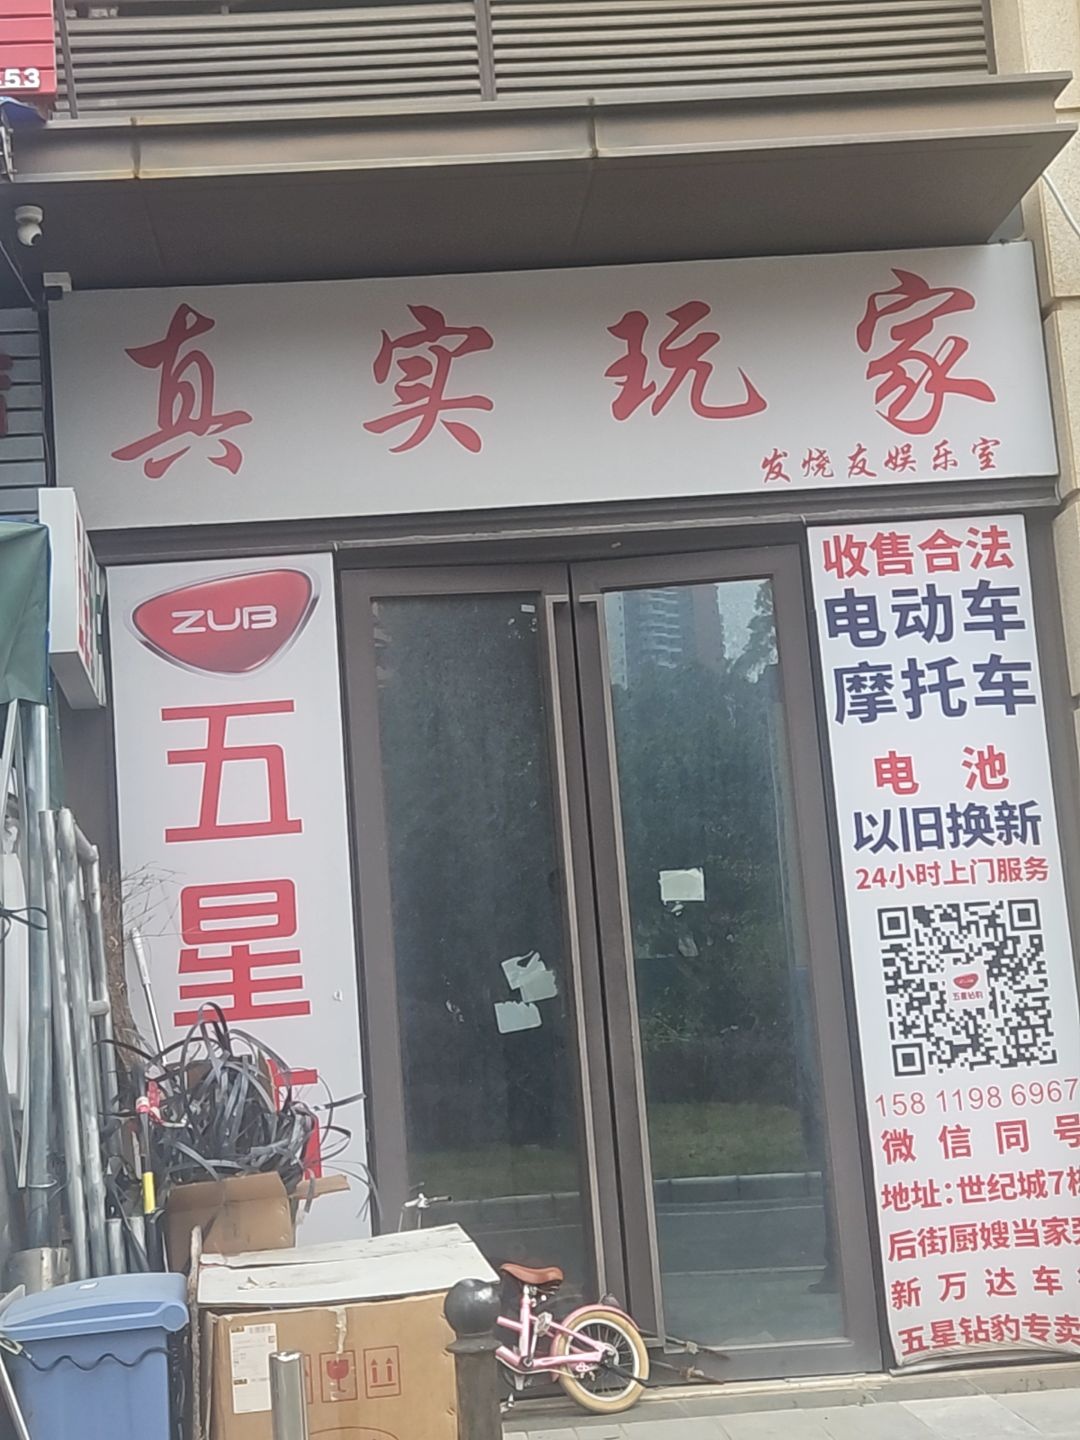 53
真实玩家
发烧友娱乐室
ZUB
五星
收售合法
电动车
摩托车
电池
以旧换新
24小时上门服务
五星钻豹
158 1198 6967
微信同号
地址:世纪城7栋
后街厨嫂当家
新万达车
五星钻豹专卖